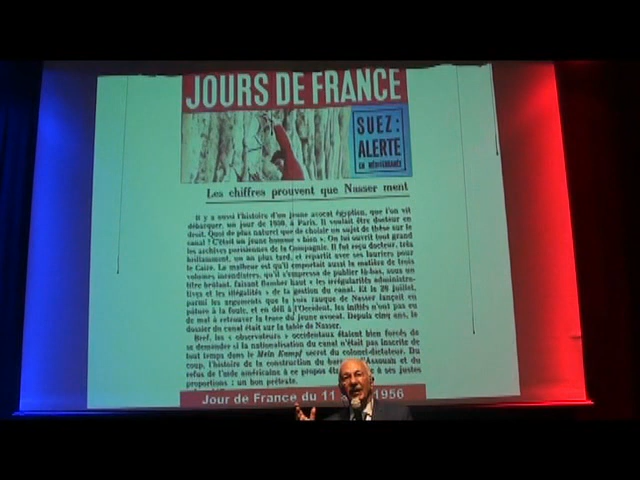 JOURS DE FRANCE
SUEZ:
ALERTE
EN MÉDITERRANÉE
Les chiffres prouvent que Nasser ment
Il y a aussi l'histoire d'un jeune avocat égyptien, que l'on vit
débarquer, un jour de 1950, à Paris. Il voulait être docteur en
droit. Quoi de plus naturel que de choisir un sujet de thèse sur le
canal ? C'était un jeune homme « bien ». On lui ouvrit tout grand
les archives parisiennes de la Compagnie. Il fut reçu docteur, très
brillamment, un an plus tard, et repartit avec ses lauriers pour
le Caire. Le malheur est qu'il emportait aussi la matière de trois
volumes incendiaires, qu'il s'empressa de publier là-bas, sous un
titre brûlant, faisant flamber haut « les irrégularités administra-
tives et les illégalités » de la gestion du canal. Et le 26 juillet,
parmi les arguments que la voix rauque de Nasser lançait en
pâture à la foule, et en défi à l'Occident, les initiés n'ont pas eu
de mal à retrouver la trace du jeune avocat. Depuis cinq ans, le
dossier du canal était sur la table de Nasser.
Bref, les « observateurs » occidentaux étaient bien forcés de
se demander si la nationalisation du canal n'était pas inscrite de
tout temps dans le Mein Kampf secret du colonel-dictateur. Du
coup, l'histoire de la construction du barrage d'Assouan et du
refus de l'aide américaine à ce propos à ses justes
proportions : un bon prétexte.
Jour de France du 11 1956